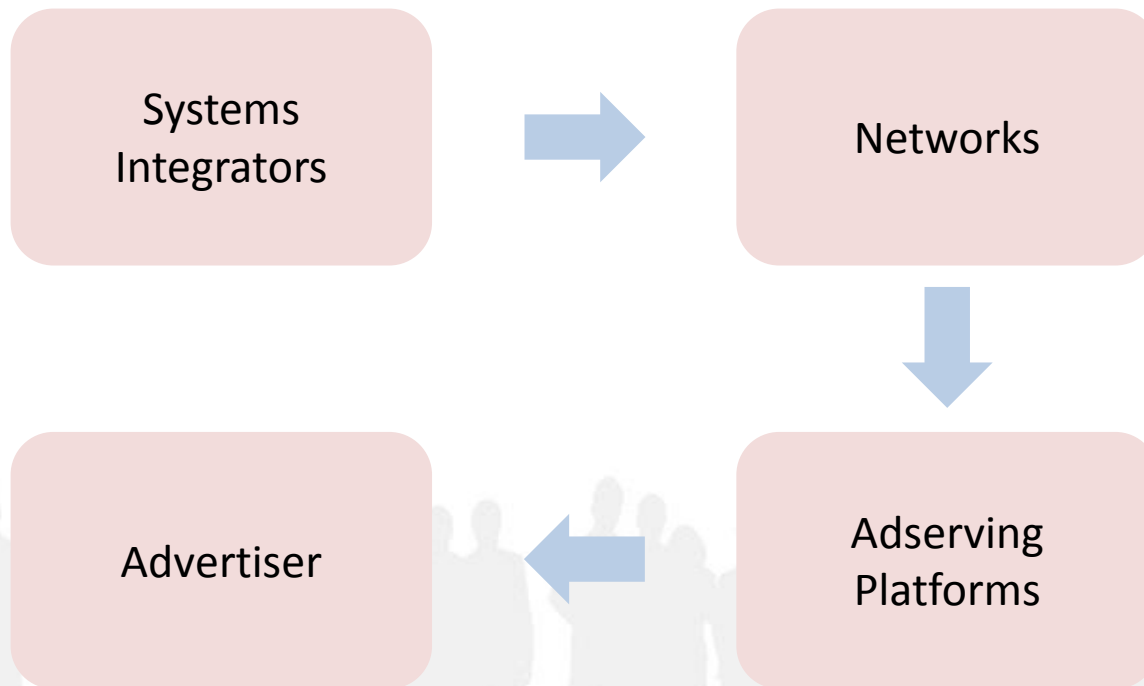 Systems
Integrators
Networks
Advertiser
Adserving
Platforms